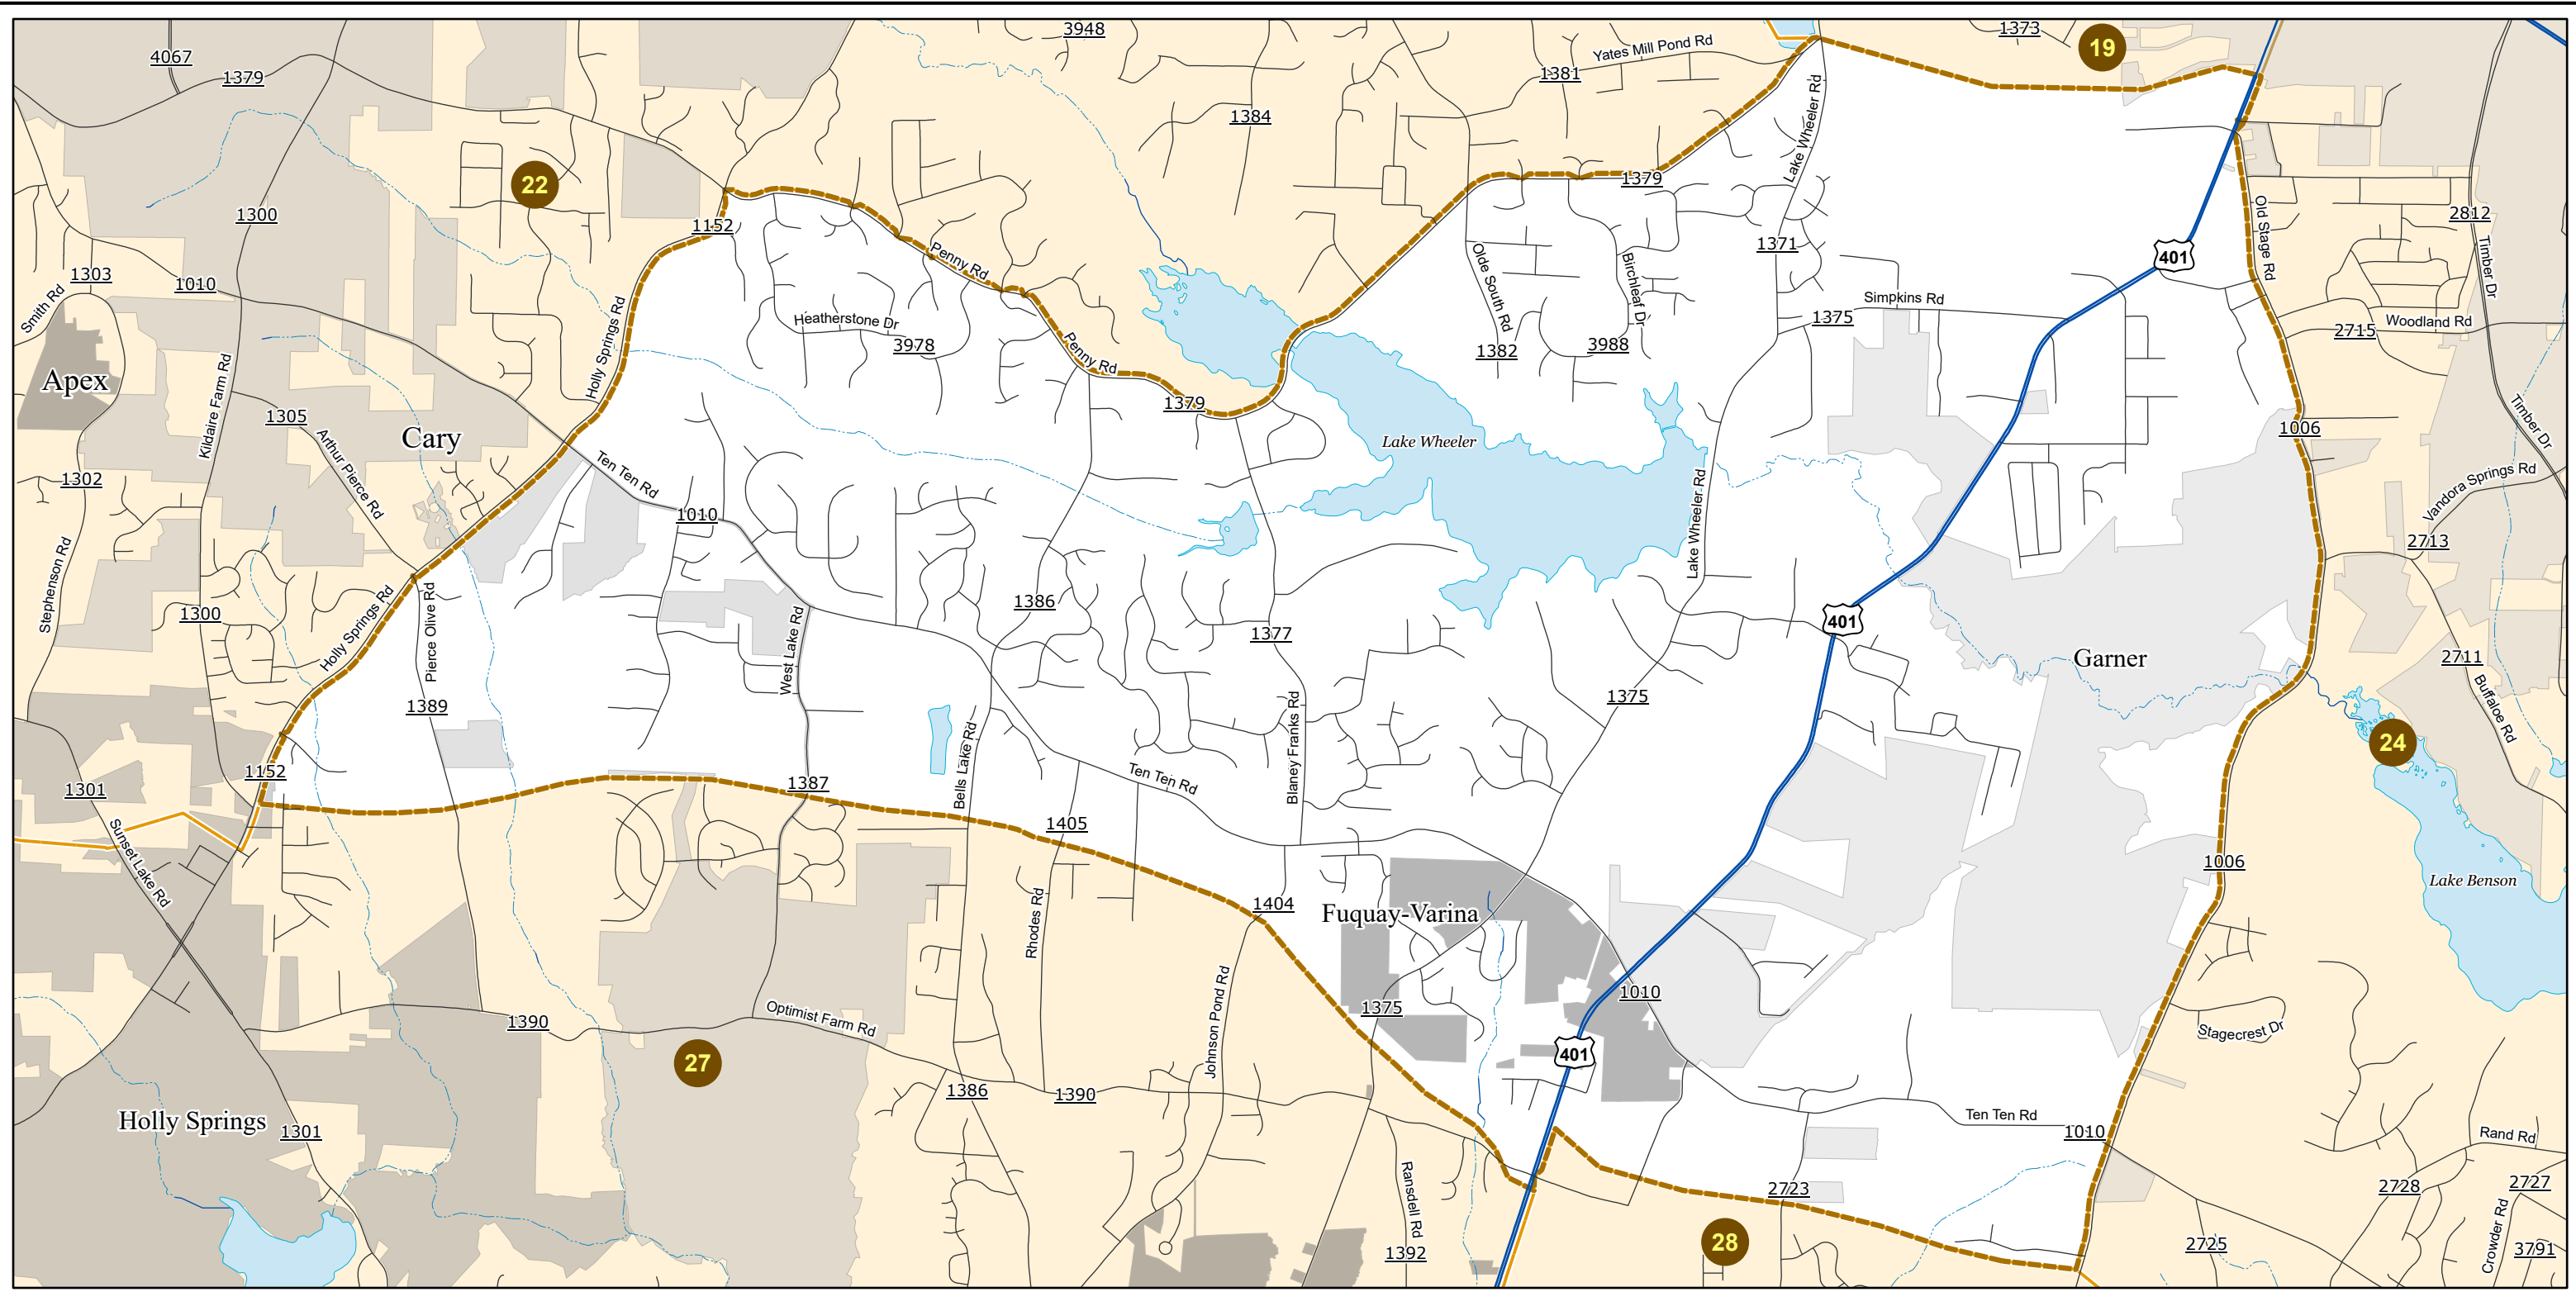 3948
1373
19
4067
1379
Yates Mill Pond Rd
1381
1384
Lake Wheeler Rd
22
1379
1300
1152
Old Stage Rd
2812
Timber Dr
1371
401
Penny Rd
Olde South Rd
Birchleaf Dr
1303
1010
Smith Rd
Holly Springs Rd
Heatherstone Dr
3978
Penny Rd
1382
3988
1375
Simpkins Rd
2715
Woodland Rd
Apex
Kildaire Farm Rd
1305
Arthur Pierce Rd
Cary
1379
Lake Wheeler
1006
Timber Dr
1302
Ten Ten Rd
1010
Lake Wheeler Rd
Vandora Springs Rd
2713
Stephenson Rd
1300
Holly Springs Rd
Pierce Olive Rd
1389
West Lake Rd
1386
1377
401
Garner
2711
Buffaloe Rd
1375
Blaney Franks Rd
Bells Lake Rd
24
1152
1301
1387
Ten Ten Rd
1405
Sunset Lake Rd
1006
Lake Benson
1404
Fuquay-Varina
Rhodes Rd
Johnson Pond Rd
1375
1010
Optimist Farm Rd
1390
Stagecrest Dr
27
401
1386
1390
Holly Springs
1301
Ten Ten Rd
1010
Rand Rd
Ransdell Rd
2723
2728
2727
Crowder Rd
28
1392
2725
3791